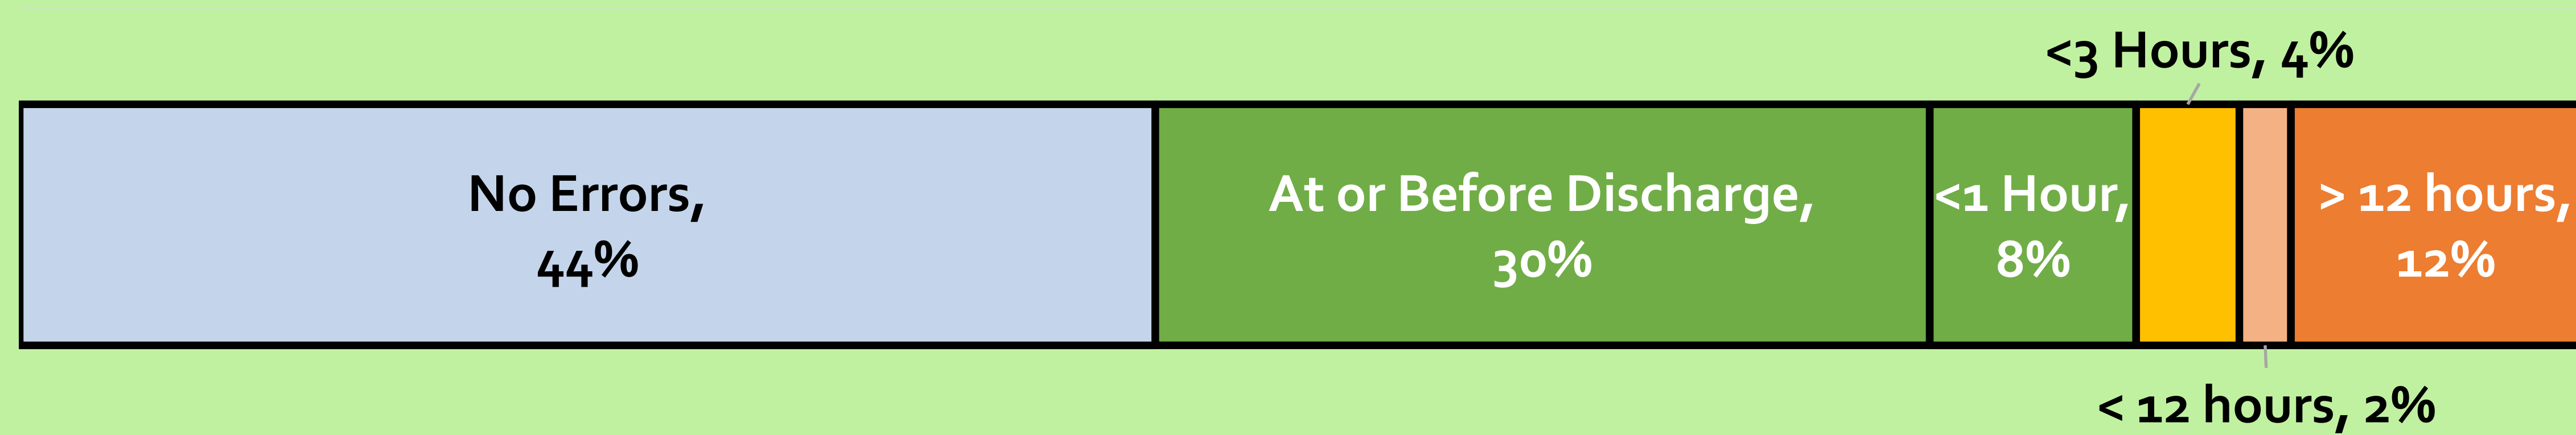 <3 Hours, 4%
No Errors,
44%
At or Before Discharge,
30%
<1 Hour,
8%
> 12 hours,
12%
< 12 hours, 2%